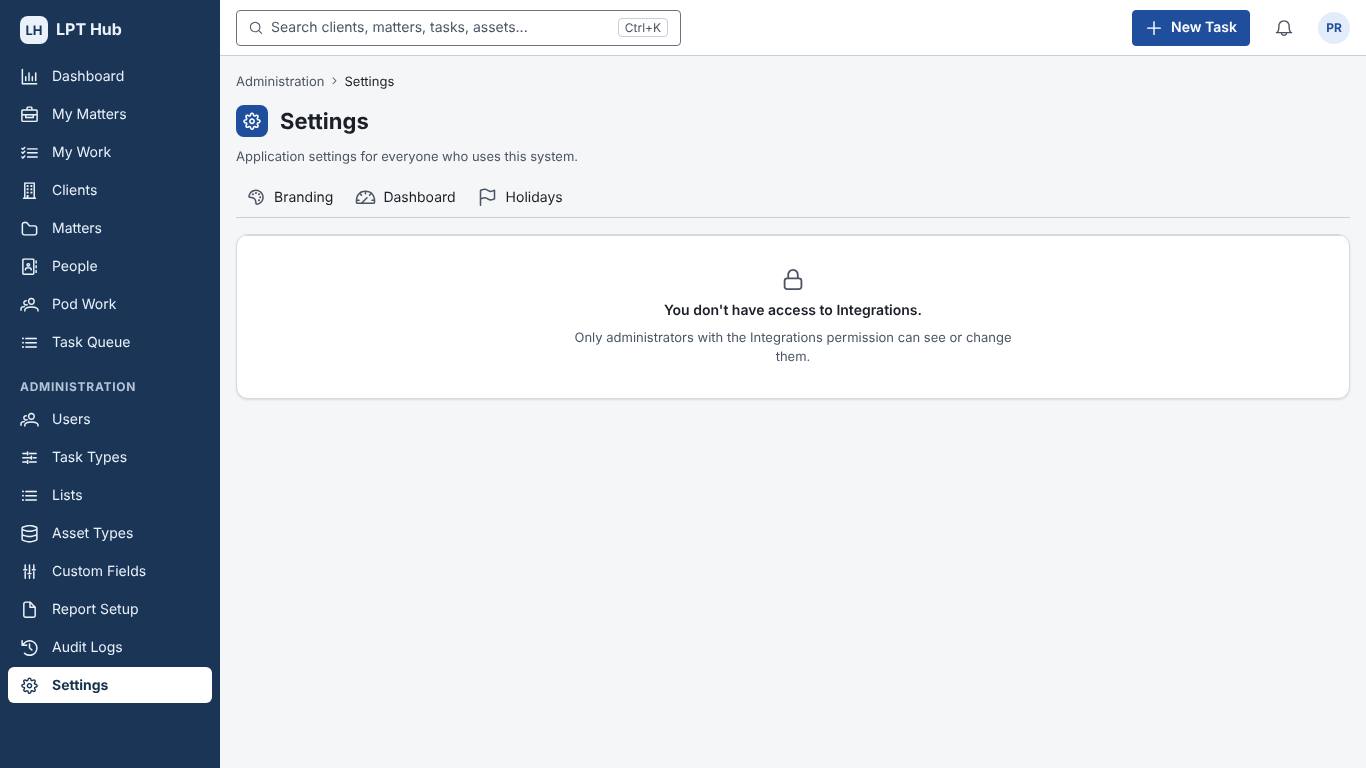 LH LPT Hub
Search clients, matters, tasks, assets... Ctrl+K
New Task
PR
Dashboard
My Matters
My Work
Clients
Matters
People
Pod Work
Task Queue
ADMINISTRATION
Users
Task Types
Lists
Asset Types
Custom Fields
Report Setup
Audit Logs
Settings
Administration > Settings
Settings
Application settings for everyone who uses this system.
Branding Dashboard Holidays
You don't have access to Integrations.
Only administrators with the Integrations permission can see or change
them.